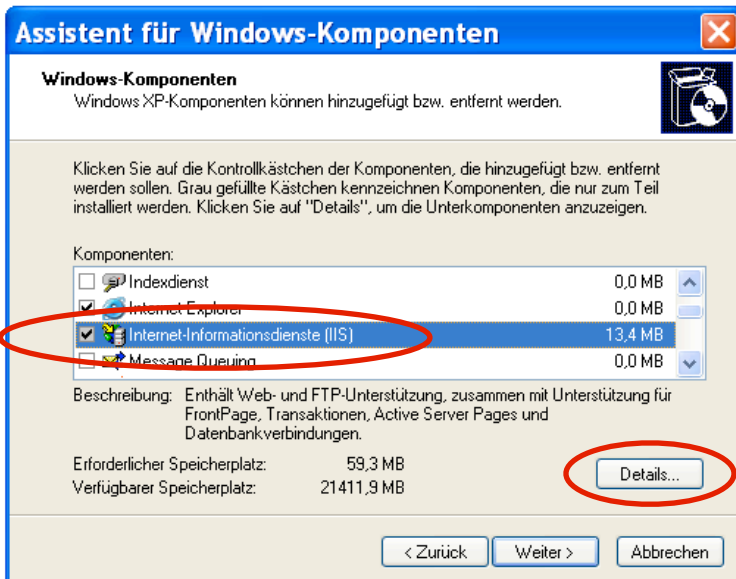 Assistent für Windows-Komponenten
Windows-Komponenten
Windows XP-Komponenten können hinzugefügt bzw. entfernt werden.
Klicken Sie auf die Kontrollkästchen der Komponenten, die hinzugefügt bzw. entfernt
werden sollen. Grau gefüllte Kästchen kennzeichnen Komponenten, die nur zum Teil
installiert werden. Klicken Sie auf "Details", um die Unterkomponenten anzuzeigen.
Komponenten:
Indexdienst 0,0 MB
Internet Explorer 0,0 MB
Internet-Informationsdienste (IIS) 13,4 MB
Message Queuing 0,0 MB
Beschreibung: Enthält Web- und FTP-Unterstützung, zusammen mit Unterstützung für
FrontPage, Transaktionen, Active Server Pages und
Datenbankverbindungen.
Erforderlicher Speicherplatz: 59,3 MB
Verfügbarer Speicherplatz: 21411,9 MB
Details...
< Zurück Weiter > Abbrechen